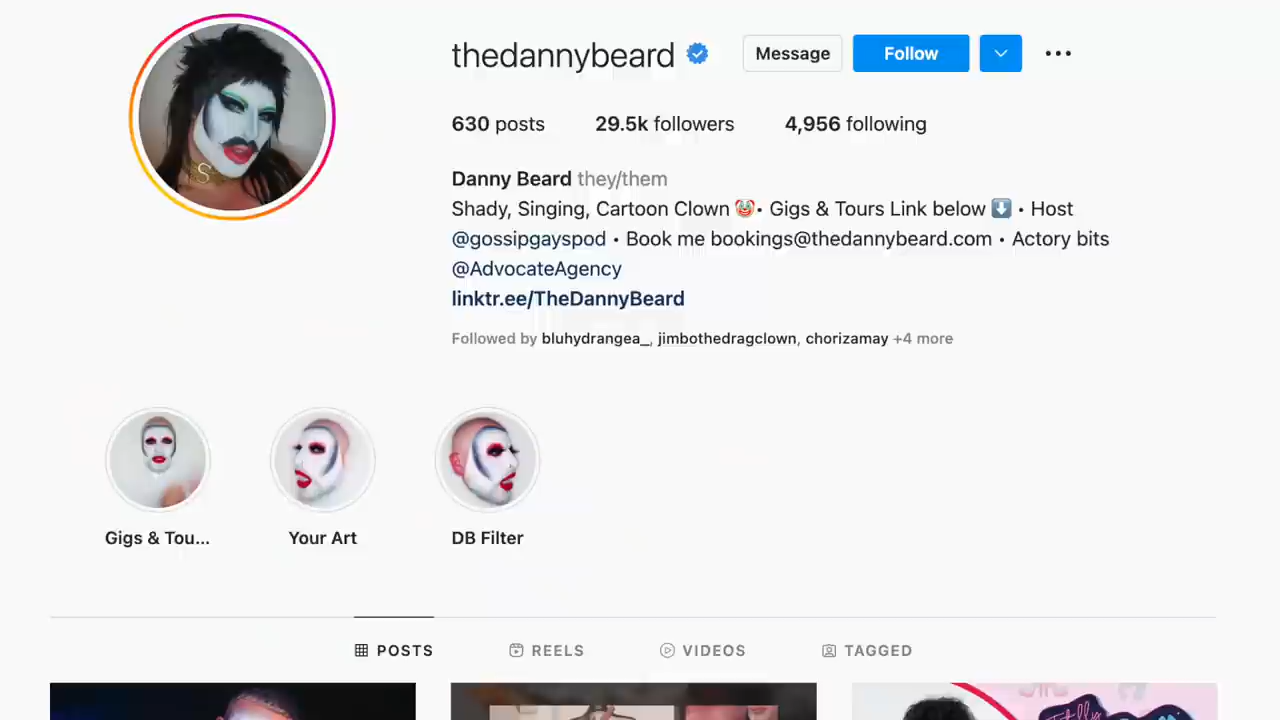 thedannybeard
Message
Follow
630 posts
29.5k followers
4,956 following
Danny Beard they/them
Shady, Singing, Cartoon Clown 🤡• Gigs & Tours Link below ⬇️ • Host
@gossipgayspod • Book me bookings@thedannybeard.com • Actory bits
@AdvocateAgency
linktr.ee/TheDannyBeard
Followed by bluhydrangea_, jimbothedragclown, chorizamay +4 more
Gigs & Tou...
Your Art
DB Filter
POSTS
REELS
VIDEOS
TAGGED
Totally